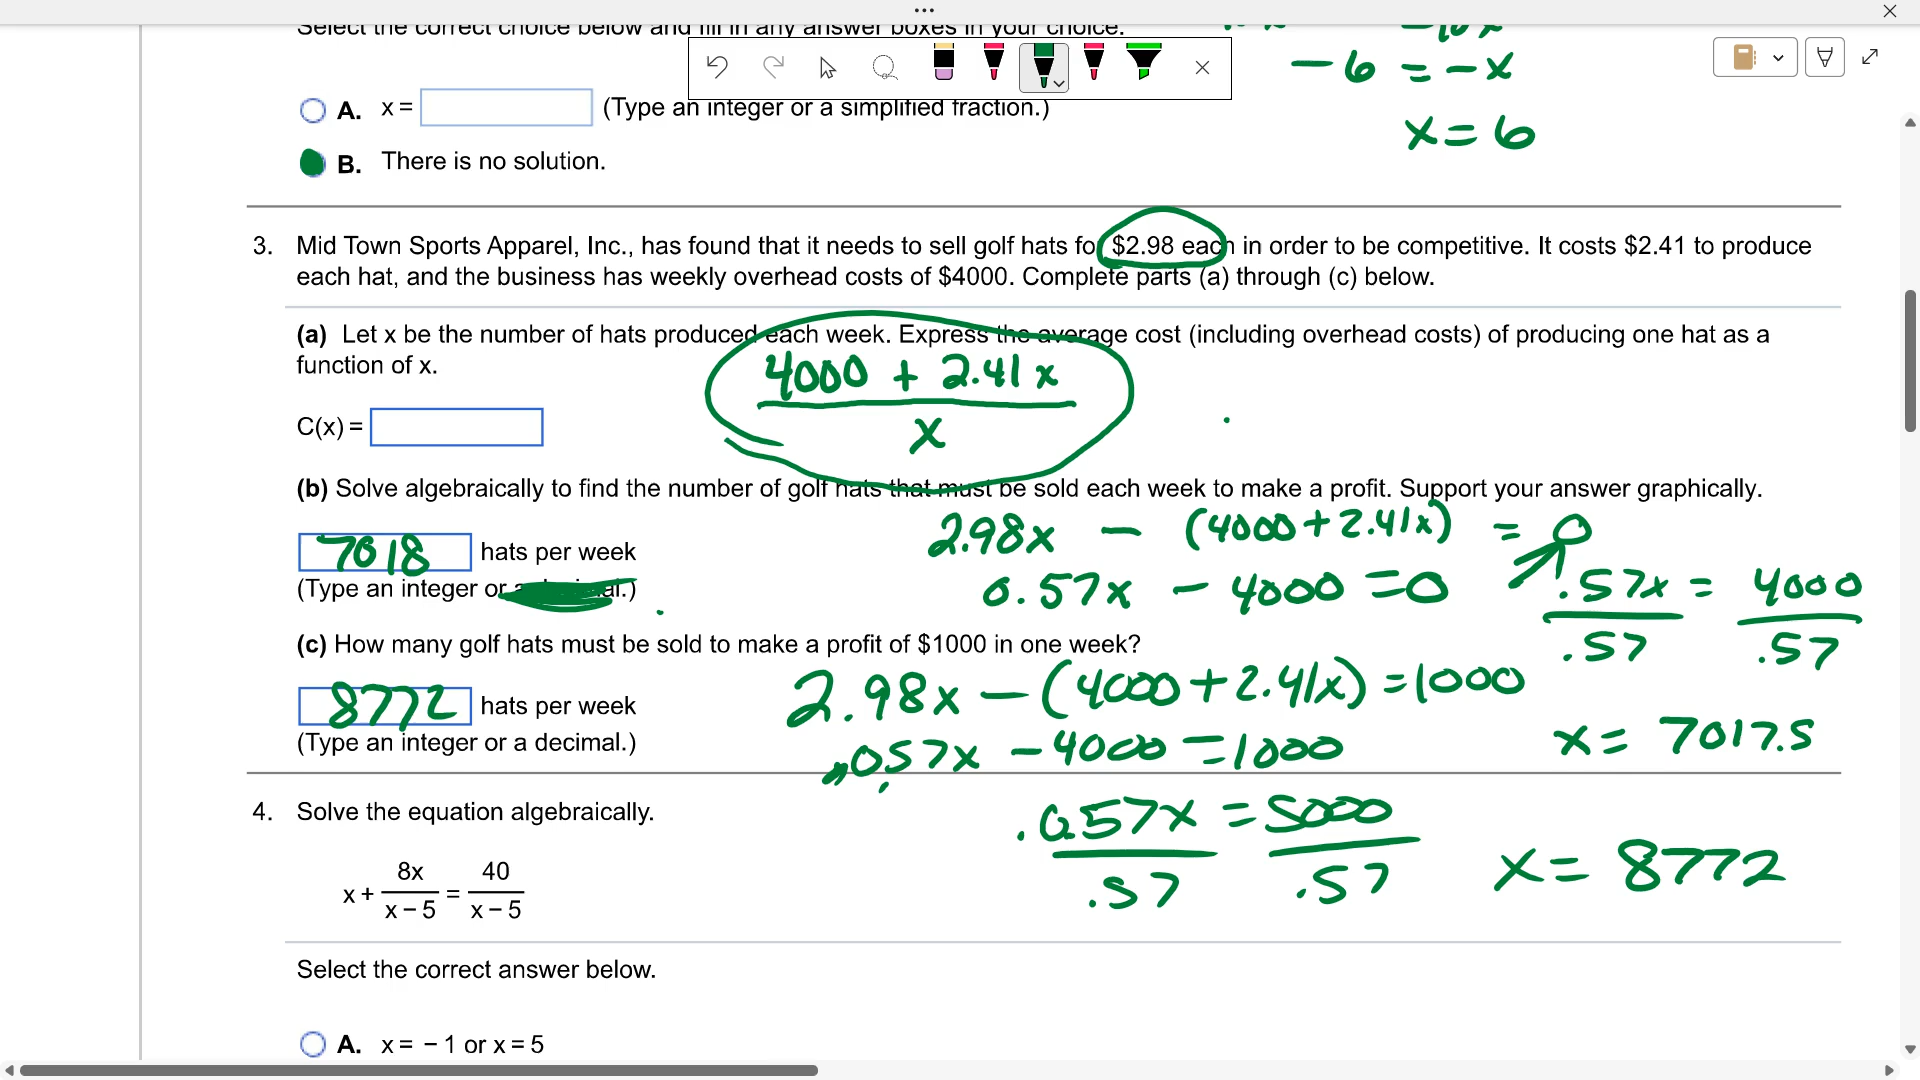 Select the correct choice below and fill in any answer boxes in your choice.
- 6 = - x
A. x = (Type an integer or a simplified fraction.)
x = 6
B. There is no solution.
3. Mid Town Sports Apparel, Inc., has found that it needs to sell golf hats for $2.98 each in order to be competitive. It costs $2.41 to produce
each hat, and the business has weekly overhead costs of $4000. Complete parts (a) through (c) below.
(a) Let x be the number of hats produced each week. Express the average cost (including overhead costs) of producing one hat as a
function of x.
4000 + 2.41x
x
C(x) =
(b) Solve algebraically to find the number of golf hats that must be sold each week to make a profit. Support your answer graphically.
2.98x - (4000 + 2.41x) = 0
7018 hats per week
(Type an integer or
0.57x - 4000 = 0
.57x = 4000
.57 .57
(c) How many golf hats must be sold to make a profit of $1000 in one week?
2.98x - (4000 + 2.41x) = 1000
8772 hats per week
(Type an integer or a decimal.)
x = 7017.5
.057x - 4000 = 1000
4. Solve the equation algebraically.
.057x = 5000
.57 .57
x = 8772
x + 8x / x - 5 = 40 / x - 5
Select the correct answer below.
A. x = - 1 or x = 5